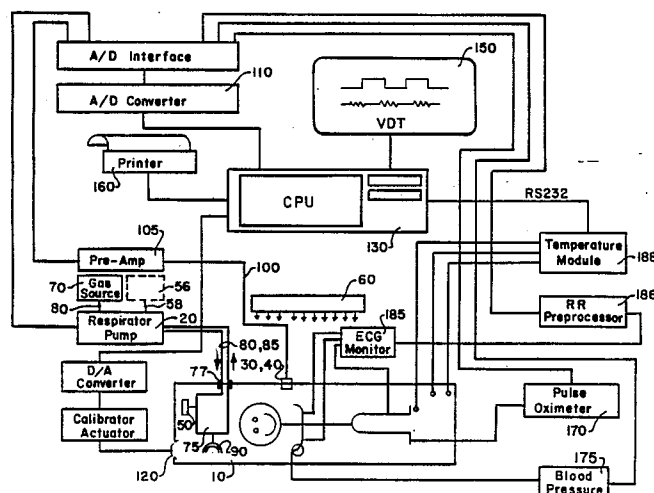 A/D Interface
110
A/D Converter
150
VDT
Printer
160
CPU
130
RS232
105
Pre-Amp
100
Temperature
Module
188
70
Gas
Source
56
80
58
60
186
RR
Preprocessor
Respirator
Pump
20
185
ECG
Monitor
80,85
30,40
77
D/A
Converter
50
Calibrator
Actuator
Pulse
Oximeter
170
75
90
120
10
175
Blood
Pressure